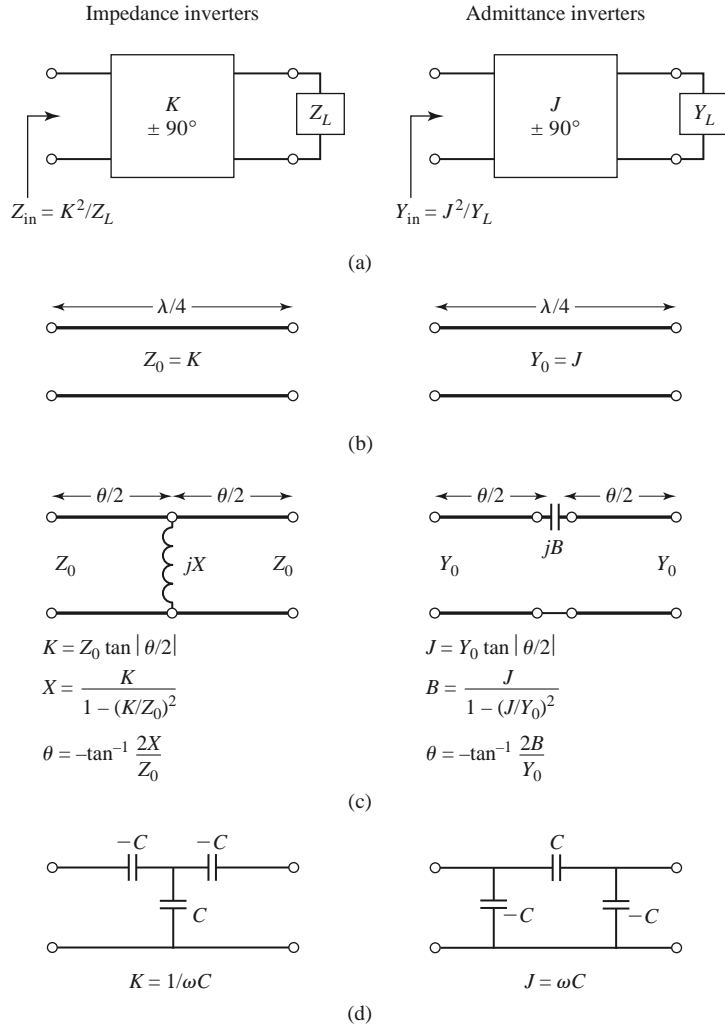 Impedance inverters
Admittance inverters
K
± 90°
Z_L
Z_in = K²/Z_L
J
± 90°
Y_L
Y_in = J²/Y_L
(a)
λ/4
Z_0 = K
λ/4
Y_0 = J
(b)
θ/2 θ/2
Z_0 jX Z_0
θ/2 θ/2
Y_0 jB Y_0
K = Z_0 tan | θ/2|
X = K / 1 – (K/Z_0)²
θ = –tan⁻¹ 2X / Z_0
J = Y_0 tan | θ/2|
B = J / 1 – (J/Y_0)²
θ = –tan⁻¹ 2B / Y_0
(c)
−C −C
C
K = 1/ωC
C
−C −C
J = ωC
(d)